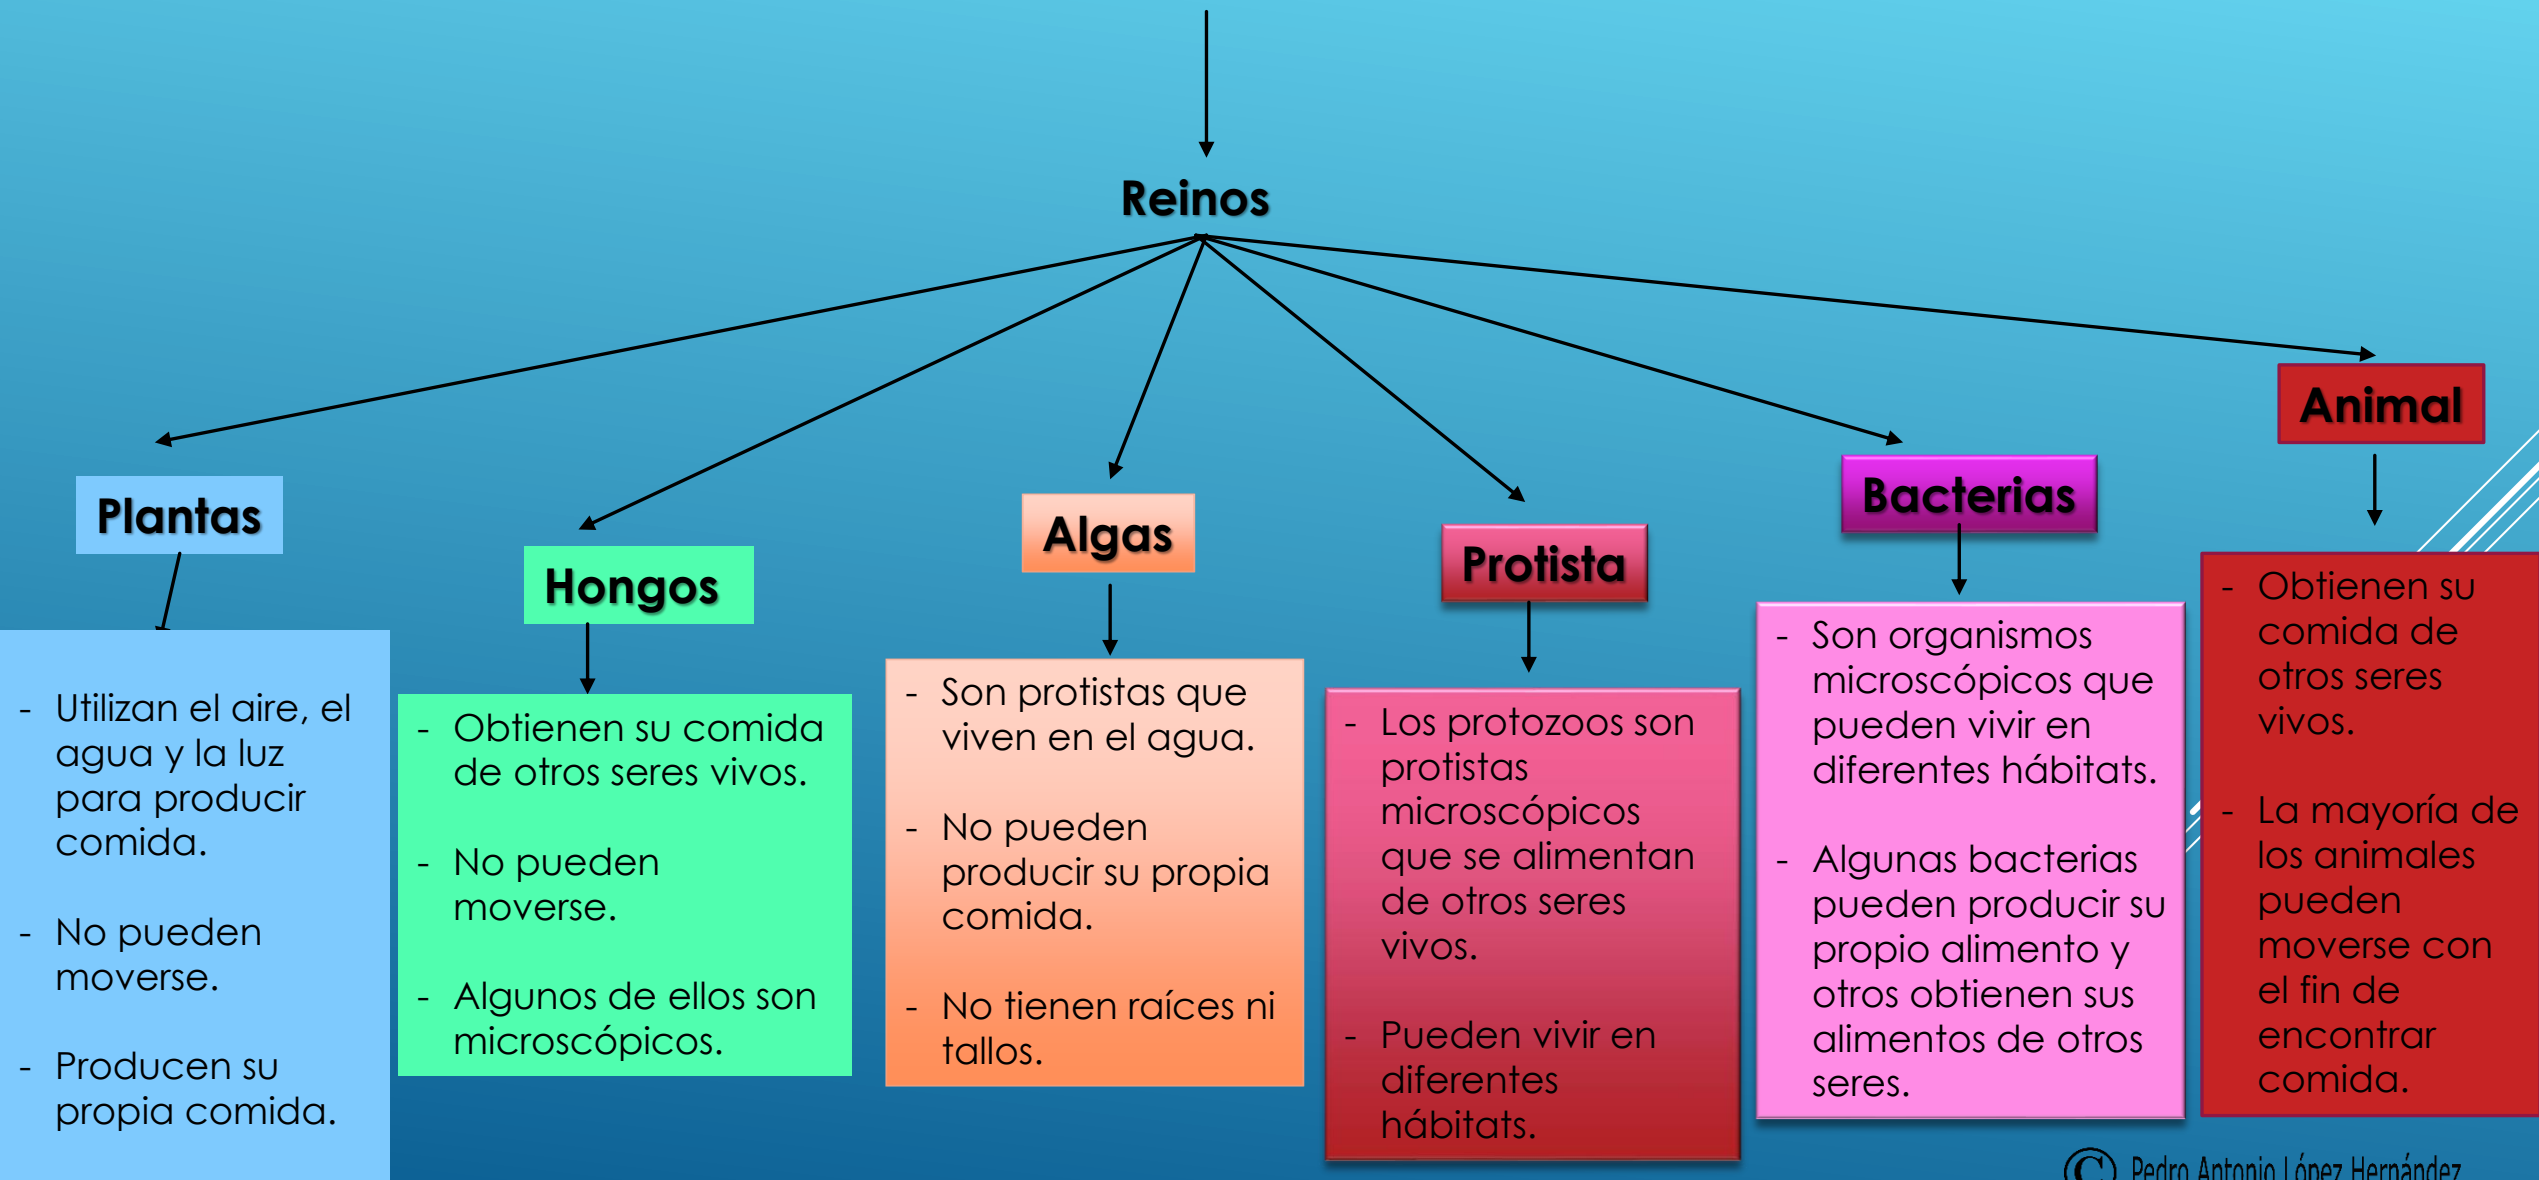 Reinos
Plantas
- Utilizan el aire, el
agua y la luz
para producir
comida.
- No pueden
moverse.
- Producen su
propia comida.
Hongos
- Obtienen su comida
de otros seres vivos.
- No pueden
moverse.
- Algunos de ellos son
microscópicos.
Algas
- Son protistas que
viven en el agua.
- No pueden
producir su propia
comida.
- No tienen raíces ni
tallos.
Protista
- Los protozoos son
protistas
microscópicos
que se alimentan
de otros seres
vivos.
- Pueden vivir en
diferentes
hábitats.
Bacterias
- Son organismos
microscópicos que
pueden vivir en
diferentes hábitats.
- Algunas bacterias
pueden producir su
propio alimento y
otros obtienen sus
alimentos de otros
seres.
Animal
- Obtienen su
comida de
otros seres
vivos.
- La mayoría de
los animales
pueden
moverse con
el fin de
encontrar
comida.
© Pedro Antonio López Hernández